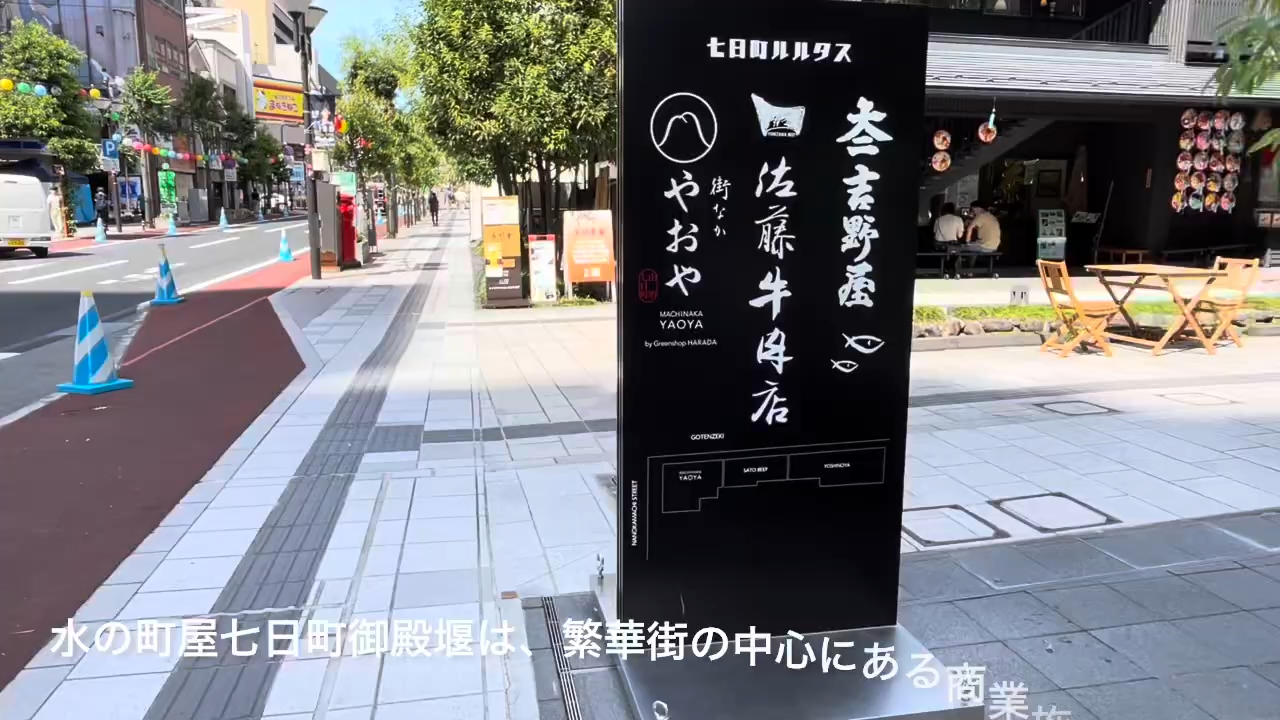 七日町ルルタス
街なか
やおや
MACHINAKA
YAOYA
by Greenshop HARADA
佐藤牛肉店
叁吉野屋
GOTENZEKI
NANOKAMACHI STREET
YAOYA
SATO BEEF
YOSHINOYA
P
水の町屋七日町御殿堰は、繁華街の中心にある商業施